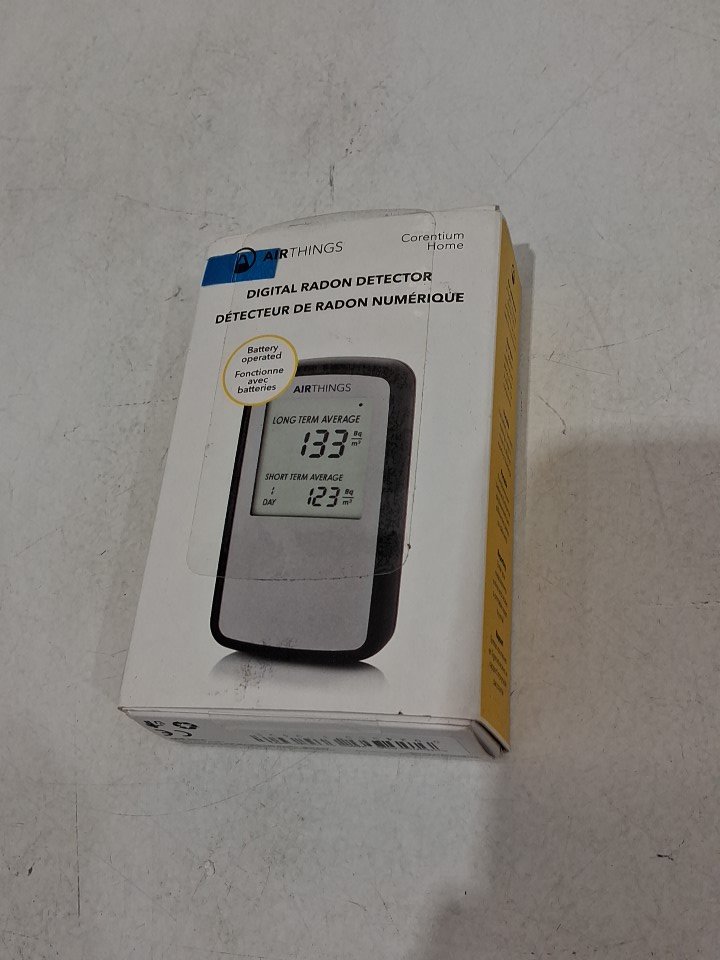 AIRTHINGS
Corentium
Home
DIGITAL RADON DETECTOR
DÉTECTEUR DE RADON NUMÉRIQUE
Battery
operated
Fonctionne
avec
batteries
AIRTHINGS
LONG TERM AVERAGE
133 Bq/m³
SHORT TERM AVERAGE
1
DAY
123 Bq/m³